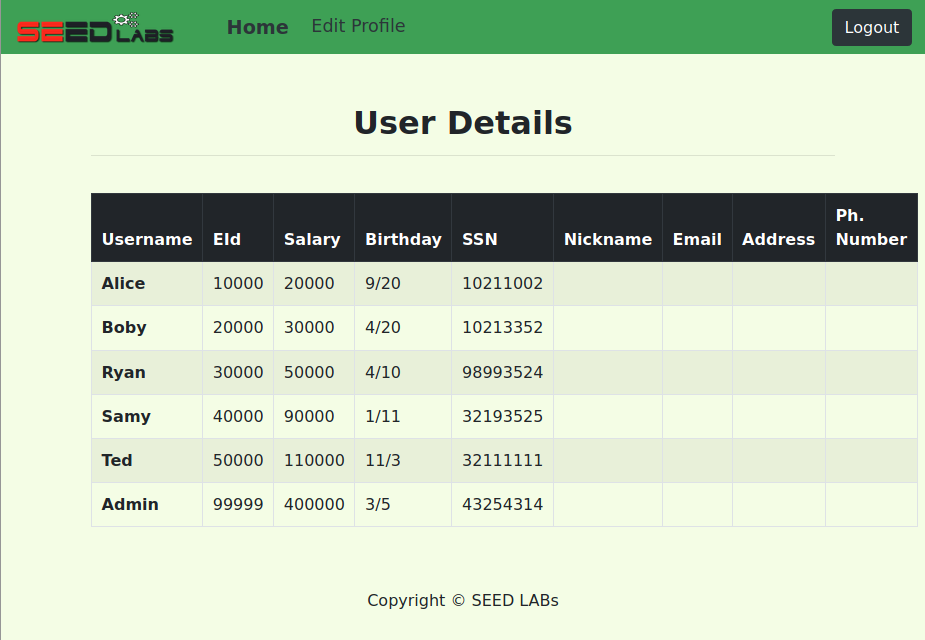 SEED LABS Home Edit Profile Logout
User Details
Username EId Salary Birthday SSN Nickname Email Address Ph. Number
Alice 10000 20000 9/20 10211002
Boby 20000 30000 4/20 10213352
Ryan 30000 50000 4/10 98993524
Samy 40000 90000 1/11 32193525
Ted 50000 110000 11/3 32111111
Admin 99999 400000 3/5 43254314
Copyright © SEED LABs